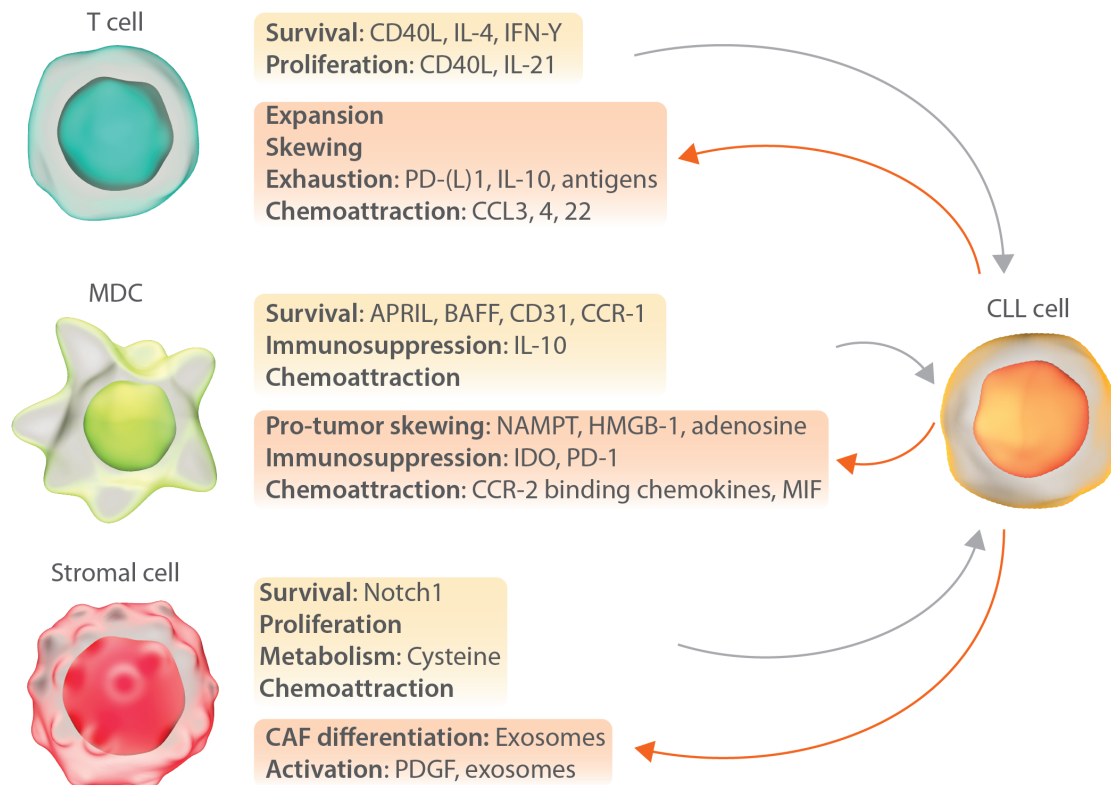 T cell
Survival: CD40L, IL-4, IFN-Y
Proliferation: CD40L, IL-21
Expansion
Skewing
Exhaustion: PD-(L)1, IL-10, antigens
Chemoattraction: CCL3, 4, 22
MDC
Survival: APRIL, BAFF, CD31, CCR-1
Immunosuppression: IL-10
Chemoattraction
CLL cell
Pro-tumor skewing: NAMPT, HMGB-1, adenosine
Immunosuppression: IDO, PD-1
Chemoattraction: CCR-2 binding chemokines, MIF
Stromal cell
Survival: Notch1
Proliferation
Metabolism: Cysteine
Chemoattraction
CAF differentiation: Exosomes
Activation: PDGF, exosomes